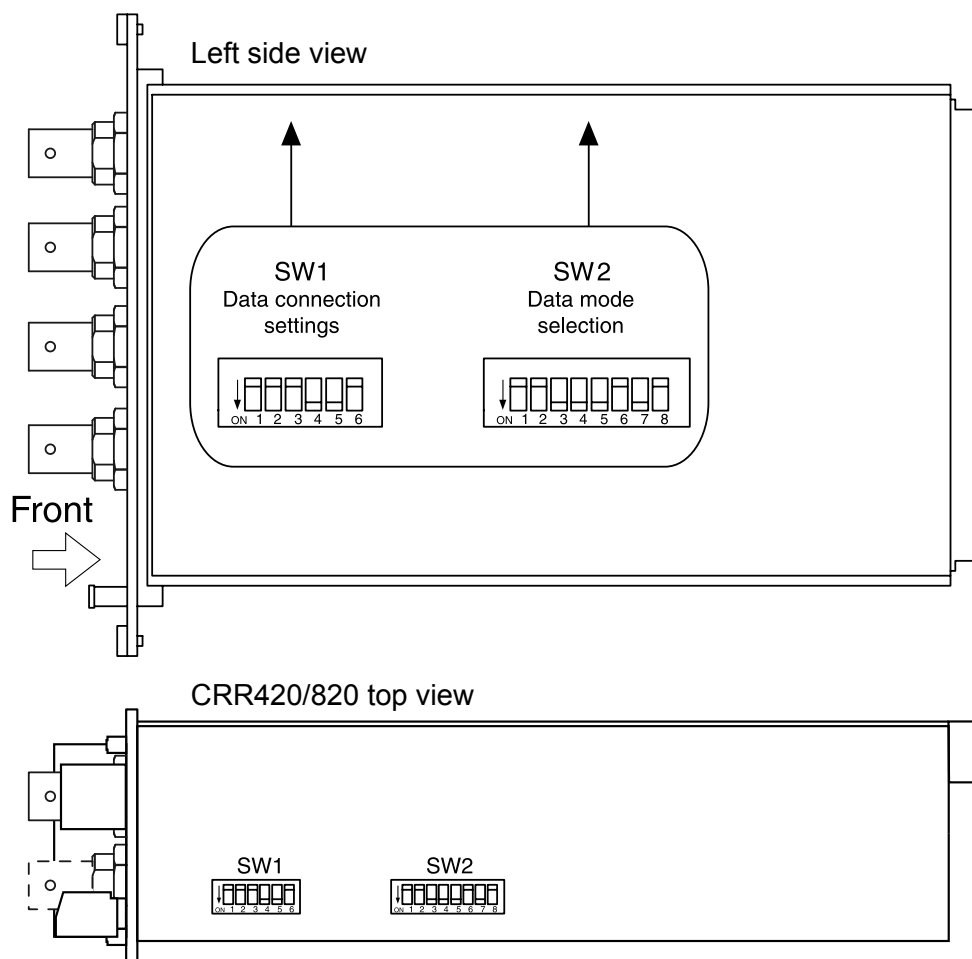 Left side view
SW1
Data connection
settings
SW2
Data mode
selection
ON 1 2 3 4 5 6
ON 1 2 3 4 5 6 7 8
Front
CRR420/820 top view
SW1
SW2
ON 1 2 3 4 5 6
ON 1 2 3 4 5 6 7 8